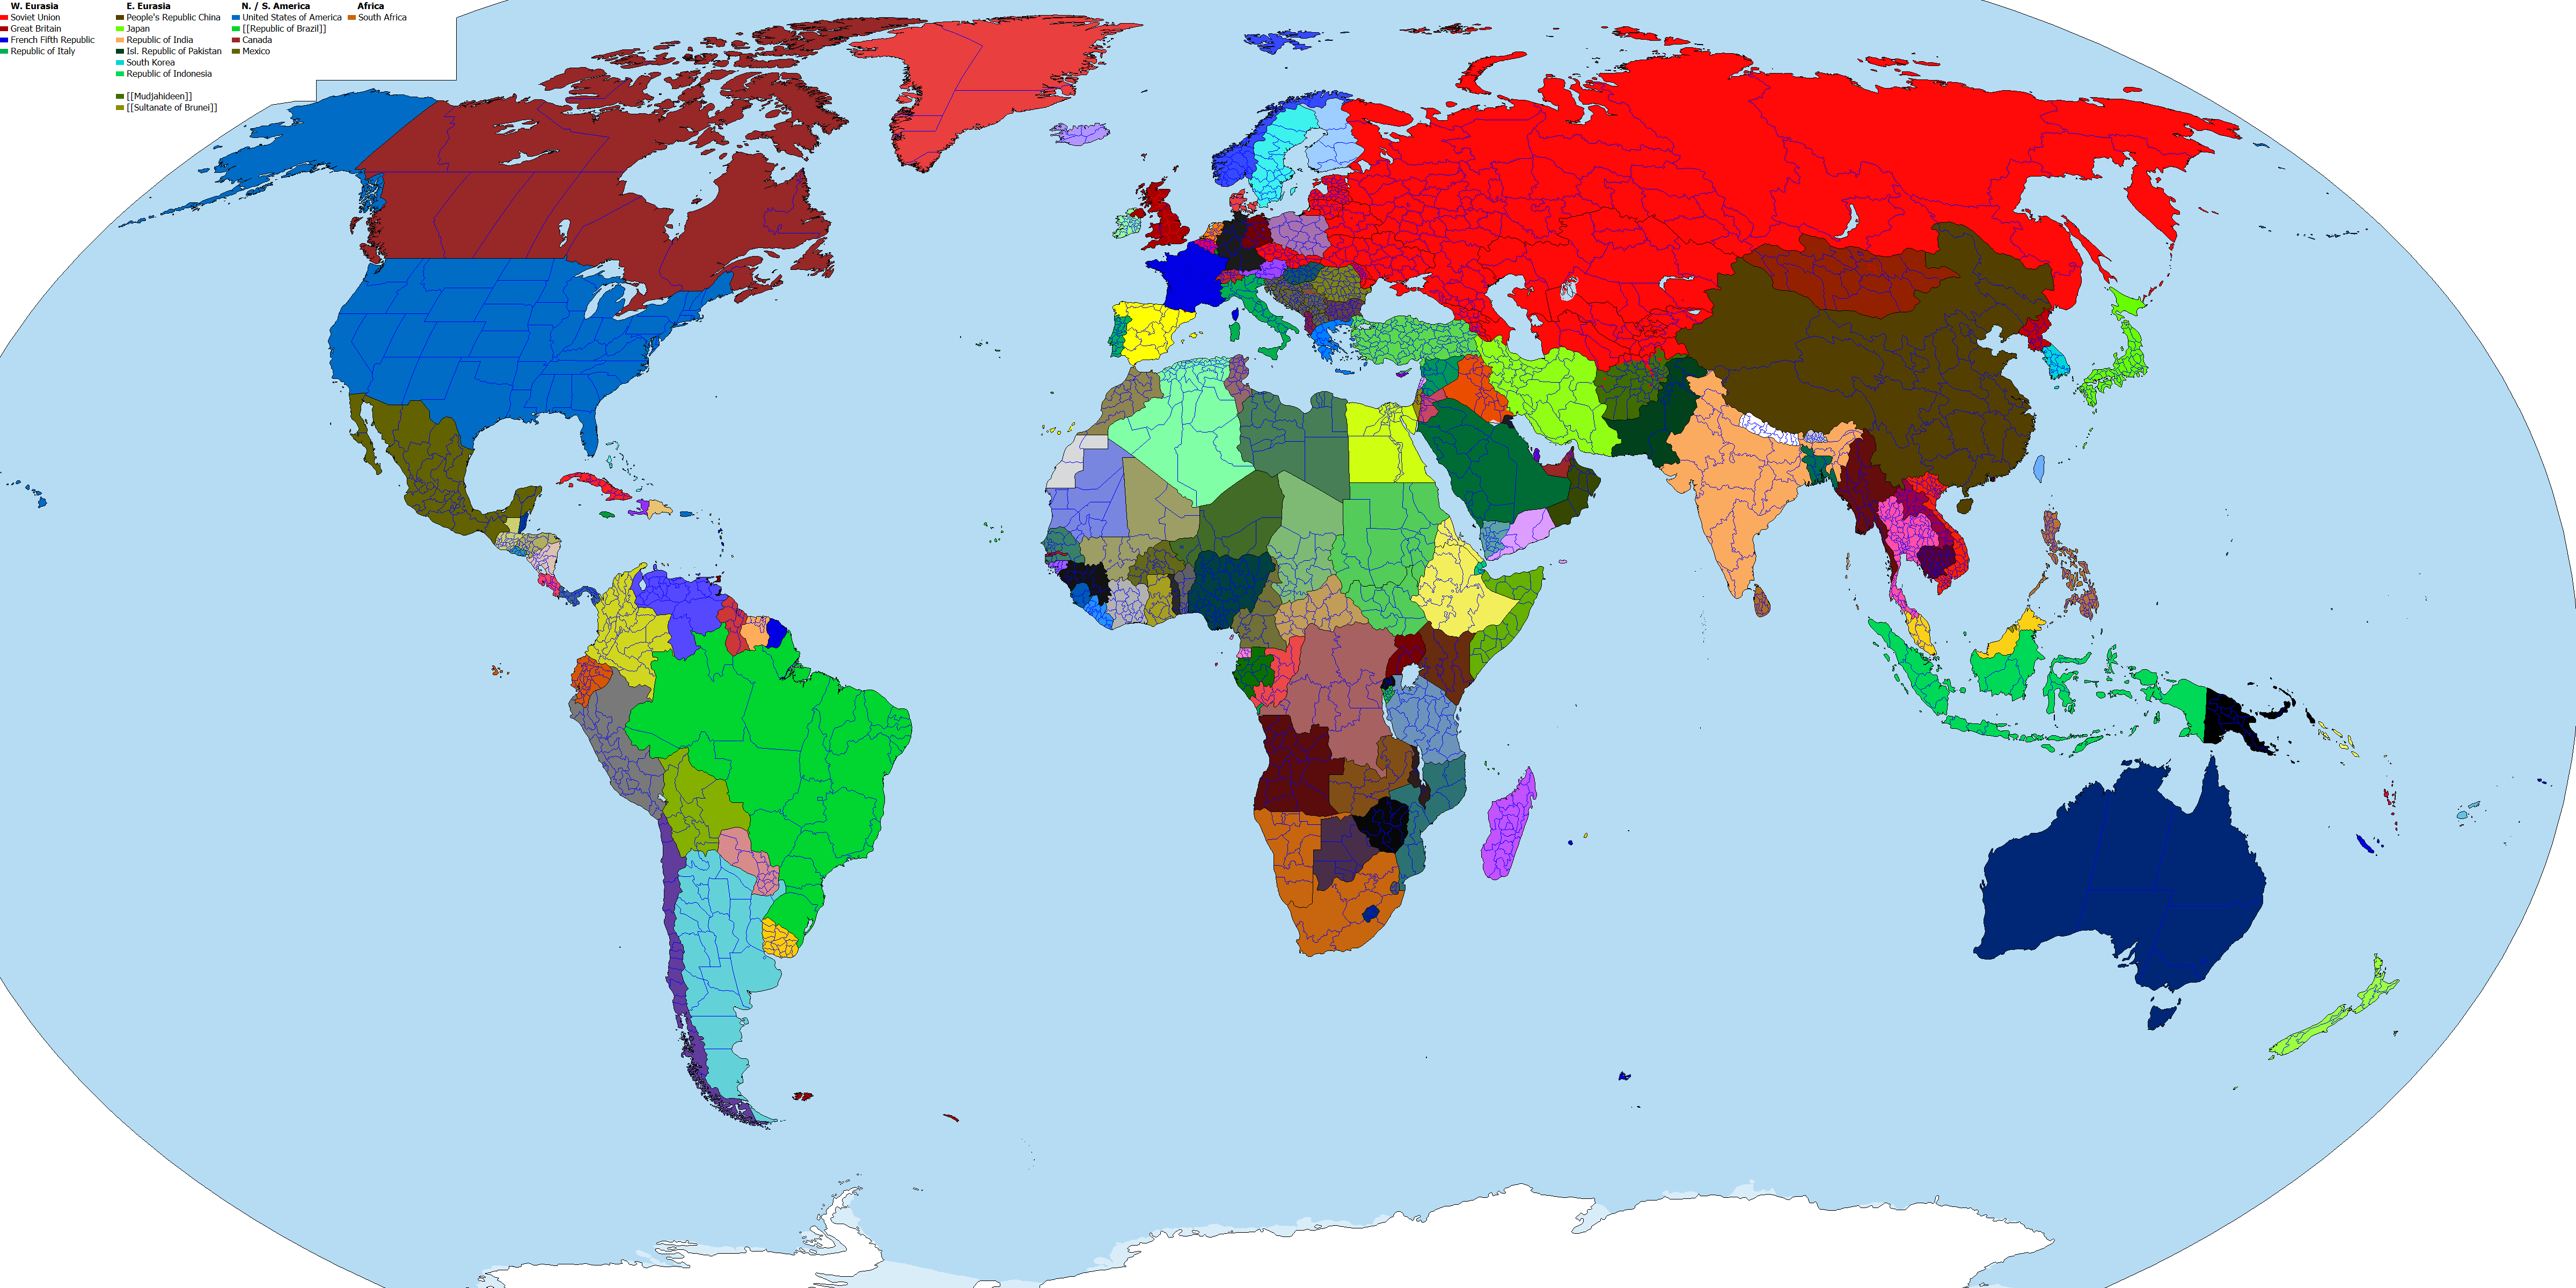 W. Eurasia
Soviet Union
Great Britain
French Fifth Republic
Republic of Italy
E. Eurasia
People's Republic China
Japan
Republic of India
Isl. Republic of Pakistan
South Korea
Republic of Indonesia
[[Mudjahideen]]
[[Sultanate of Brunei]]
N. / S. America
United States of America
[[Republic of Brazil]]
Canada
Mexico
Africa
South Africa